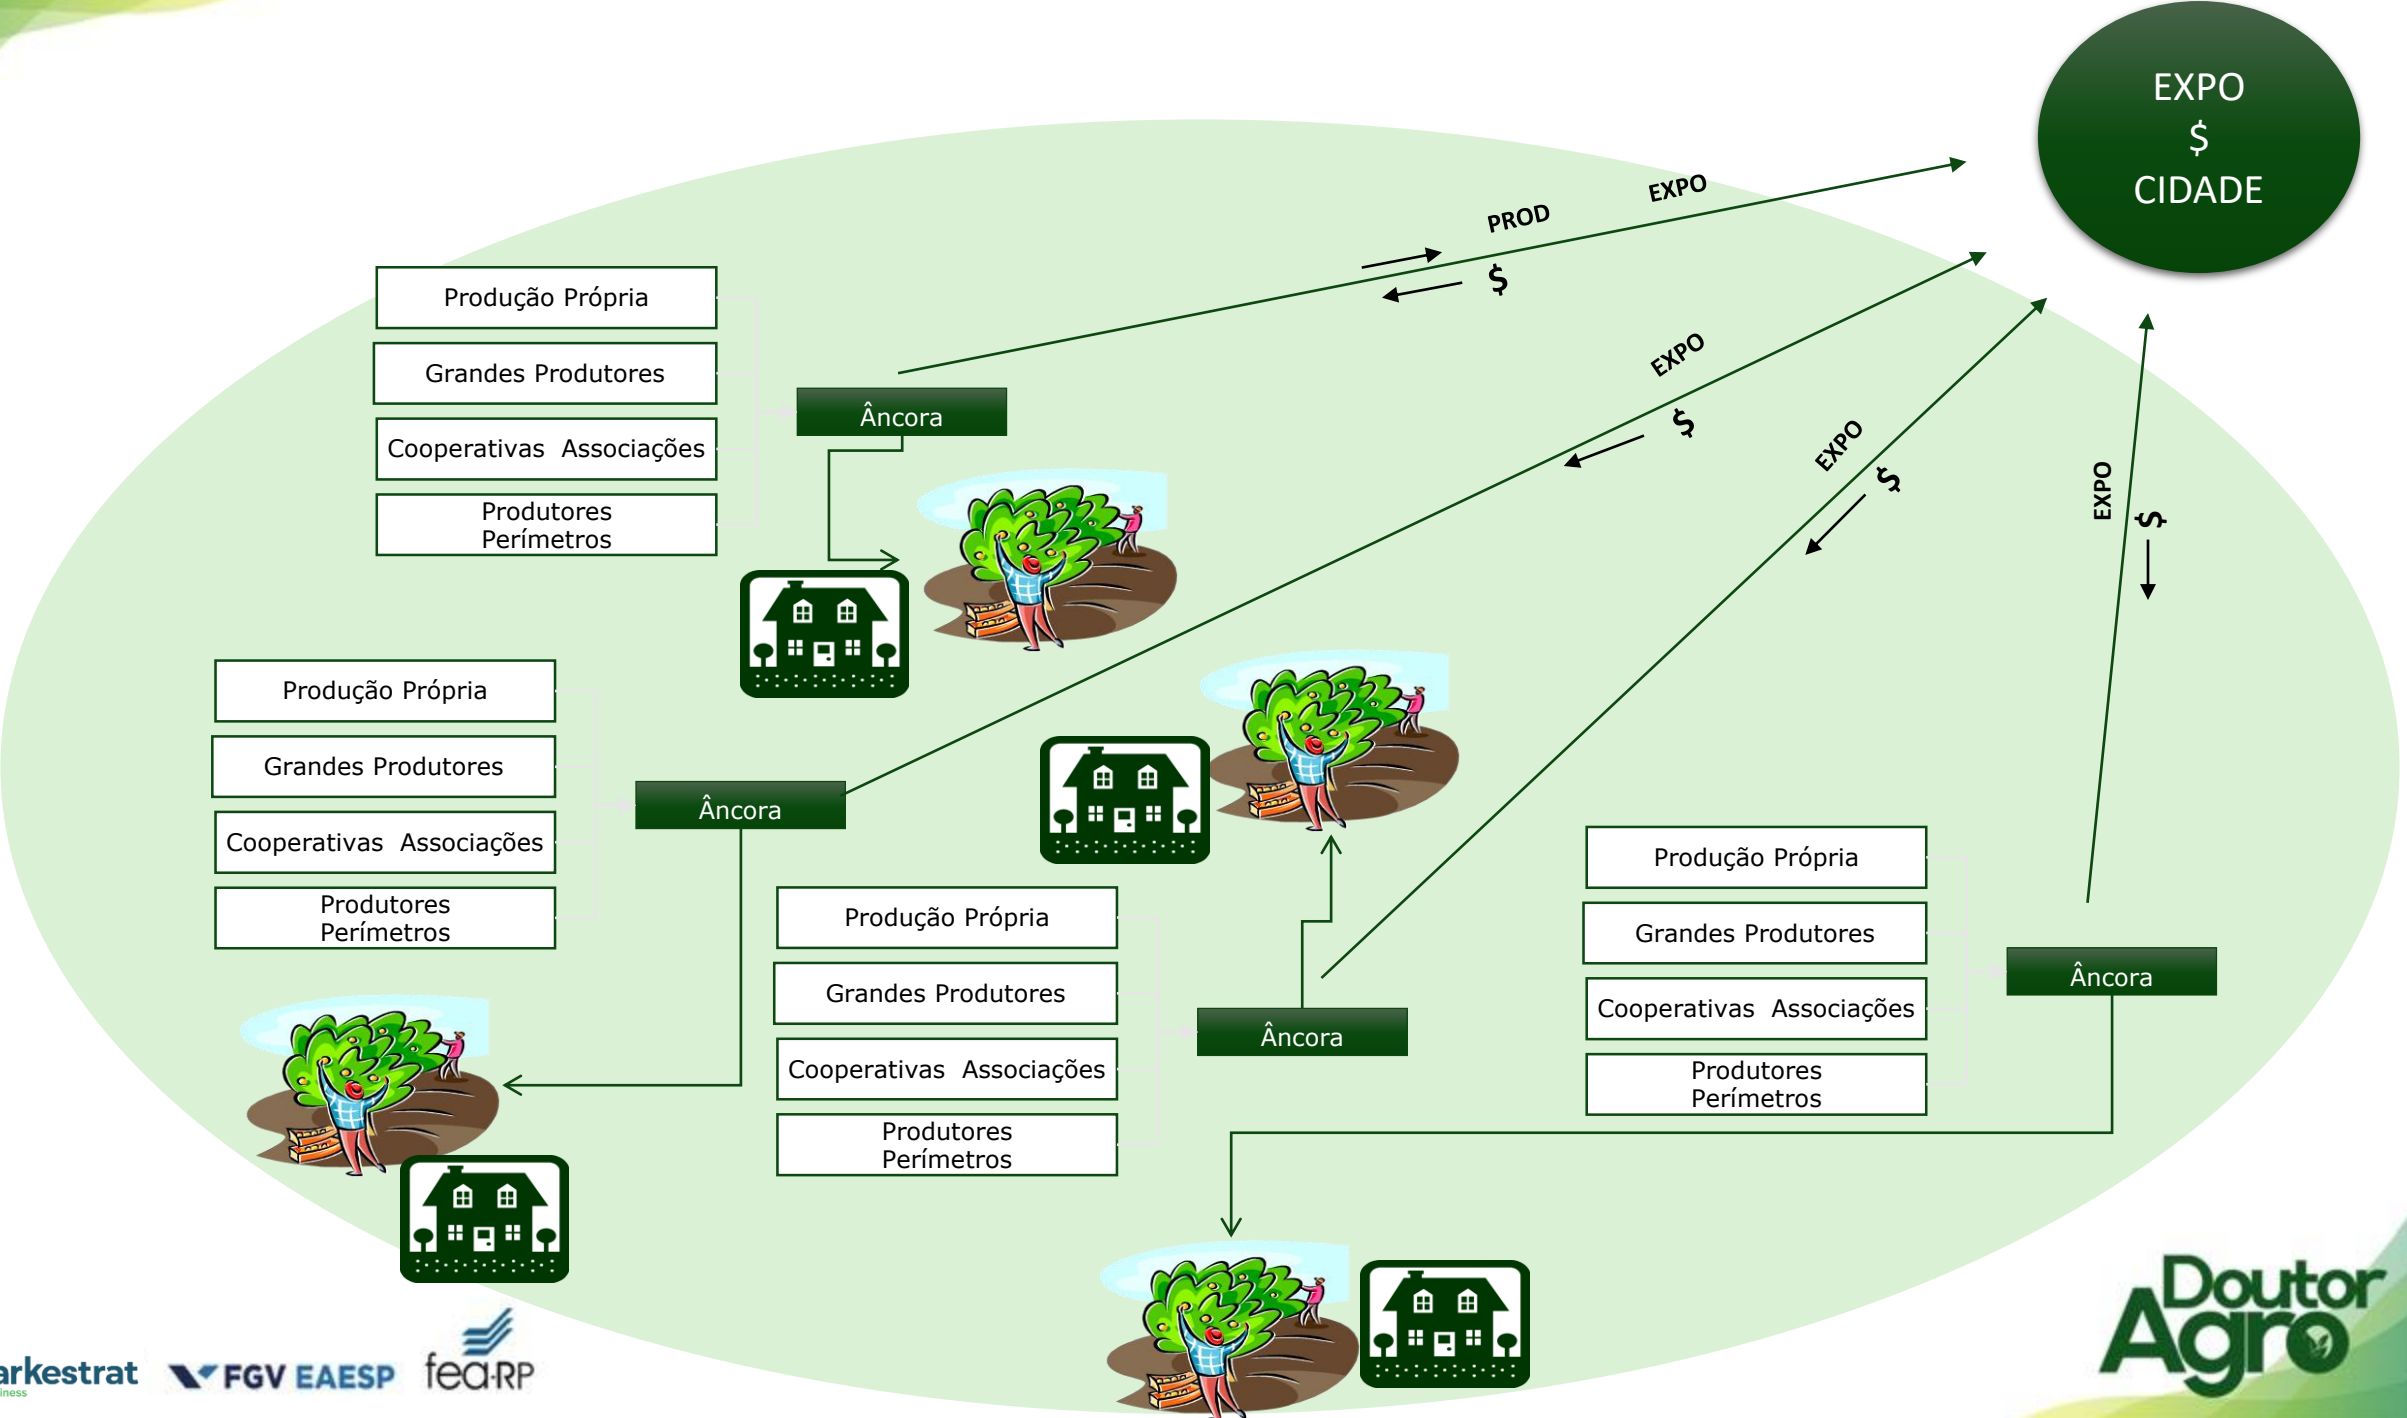 EXPO
$
CIDADE
EXPO
PROD
$
Produção Própria
Grandes Produtores
Cooperativas Associações
Produtores
Perímetros
Âncora
EXPO
$
EXPO
$
EXPO
$
Produção Própria
Grandes Produtores
Cooperativas Associações
Produtores
Perímetros
Âncora
Produção Própria
Grandes Produtores
Cooperativas Associações
Produtores
Perímetros
Âncora
Produção Própria
Grandes Produtores
Cooperativas Associações
Produtores
Perímetros
Âncora
arkestrat
iness
FGV EAESP
fea-RP
Doutor
Agro